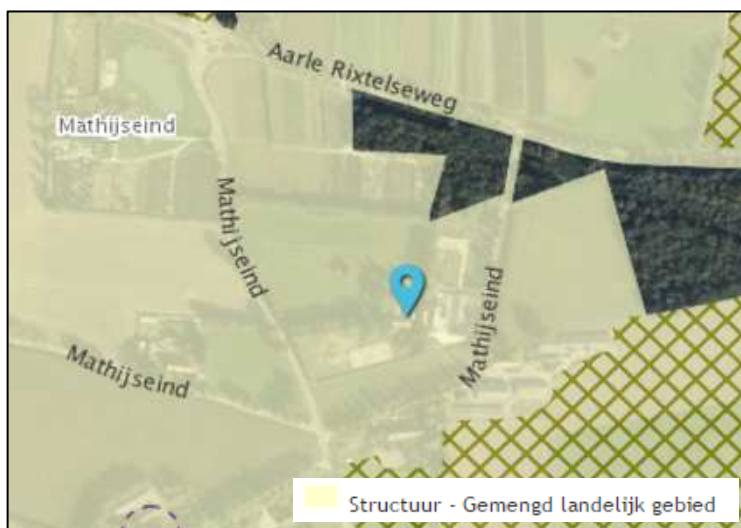 Aarle Rixtelseweg
Mathijseind
Mathijseind
Mathijseind
Mathijseind
Structuur - Gemengd landelijk gebied